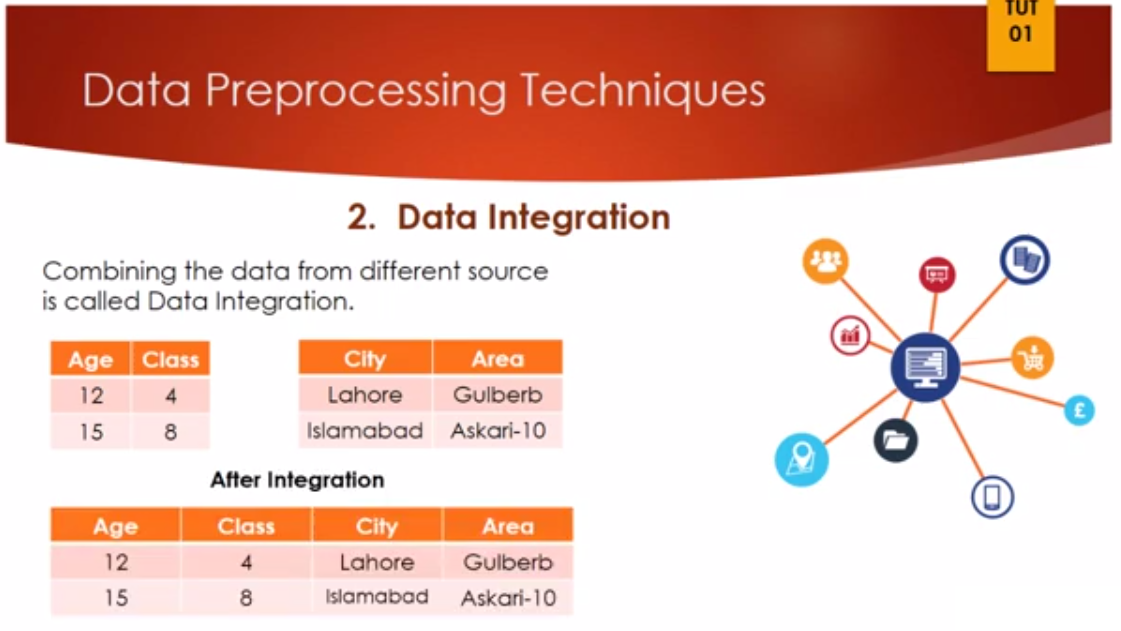 TUT
01
Data Preprocessing Techniques
2. Data Integration
Combining the data from different source
is called Data Integration.
Age Class
12 4
15 8
City Area
Lahore Gulberb
Islamabad Askari-10
After Integration
Age Class City Area
12 4 Lahore Gulberb
15 8 Islamabad Askari-10
£